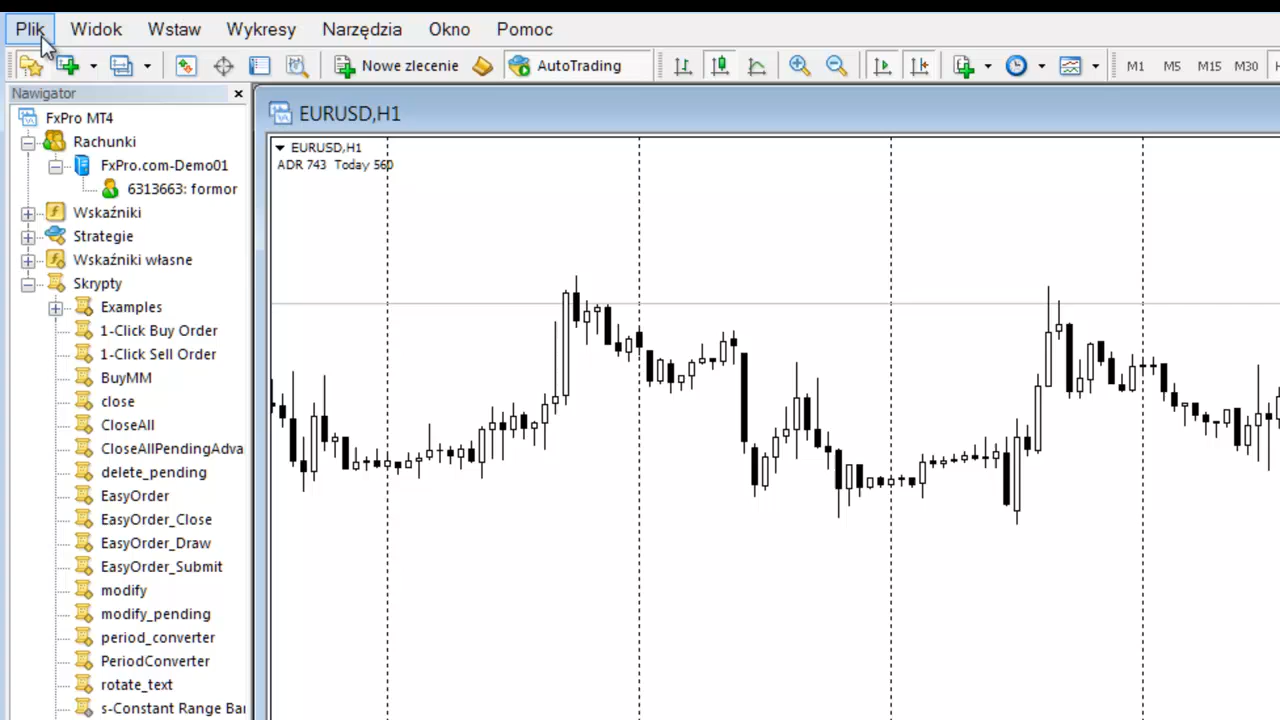 Plik Widok Wstaw Wykresy Narzędzia Okno Pomoc
Nowe zlecenie AutoTrading M1 M5 M15 M30
Nawigator
FxPro MT4
Rachunki
FxPro.com-Demo01
6313663: formor
Wskaźniki
Strategie
Wskaźniki własne
Skrypty
Examples
1-Click Buy Order
1-Click Sell Order
BuyMM
close
CloseAll
CloseAllPendingAdva
delete_pending
EasyOrder
EasyOrder_Close
EasyOrder_Draw
EasyOrder_Submit
modify
modify_pending
period_converter
PeriodConverter
rotate_text
s-Constant Range Ba
EURUSD,H1
EURUSD,H1
ADR 743 Today 560